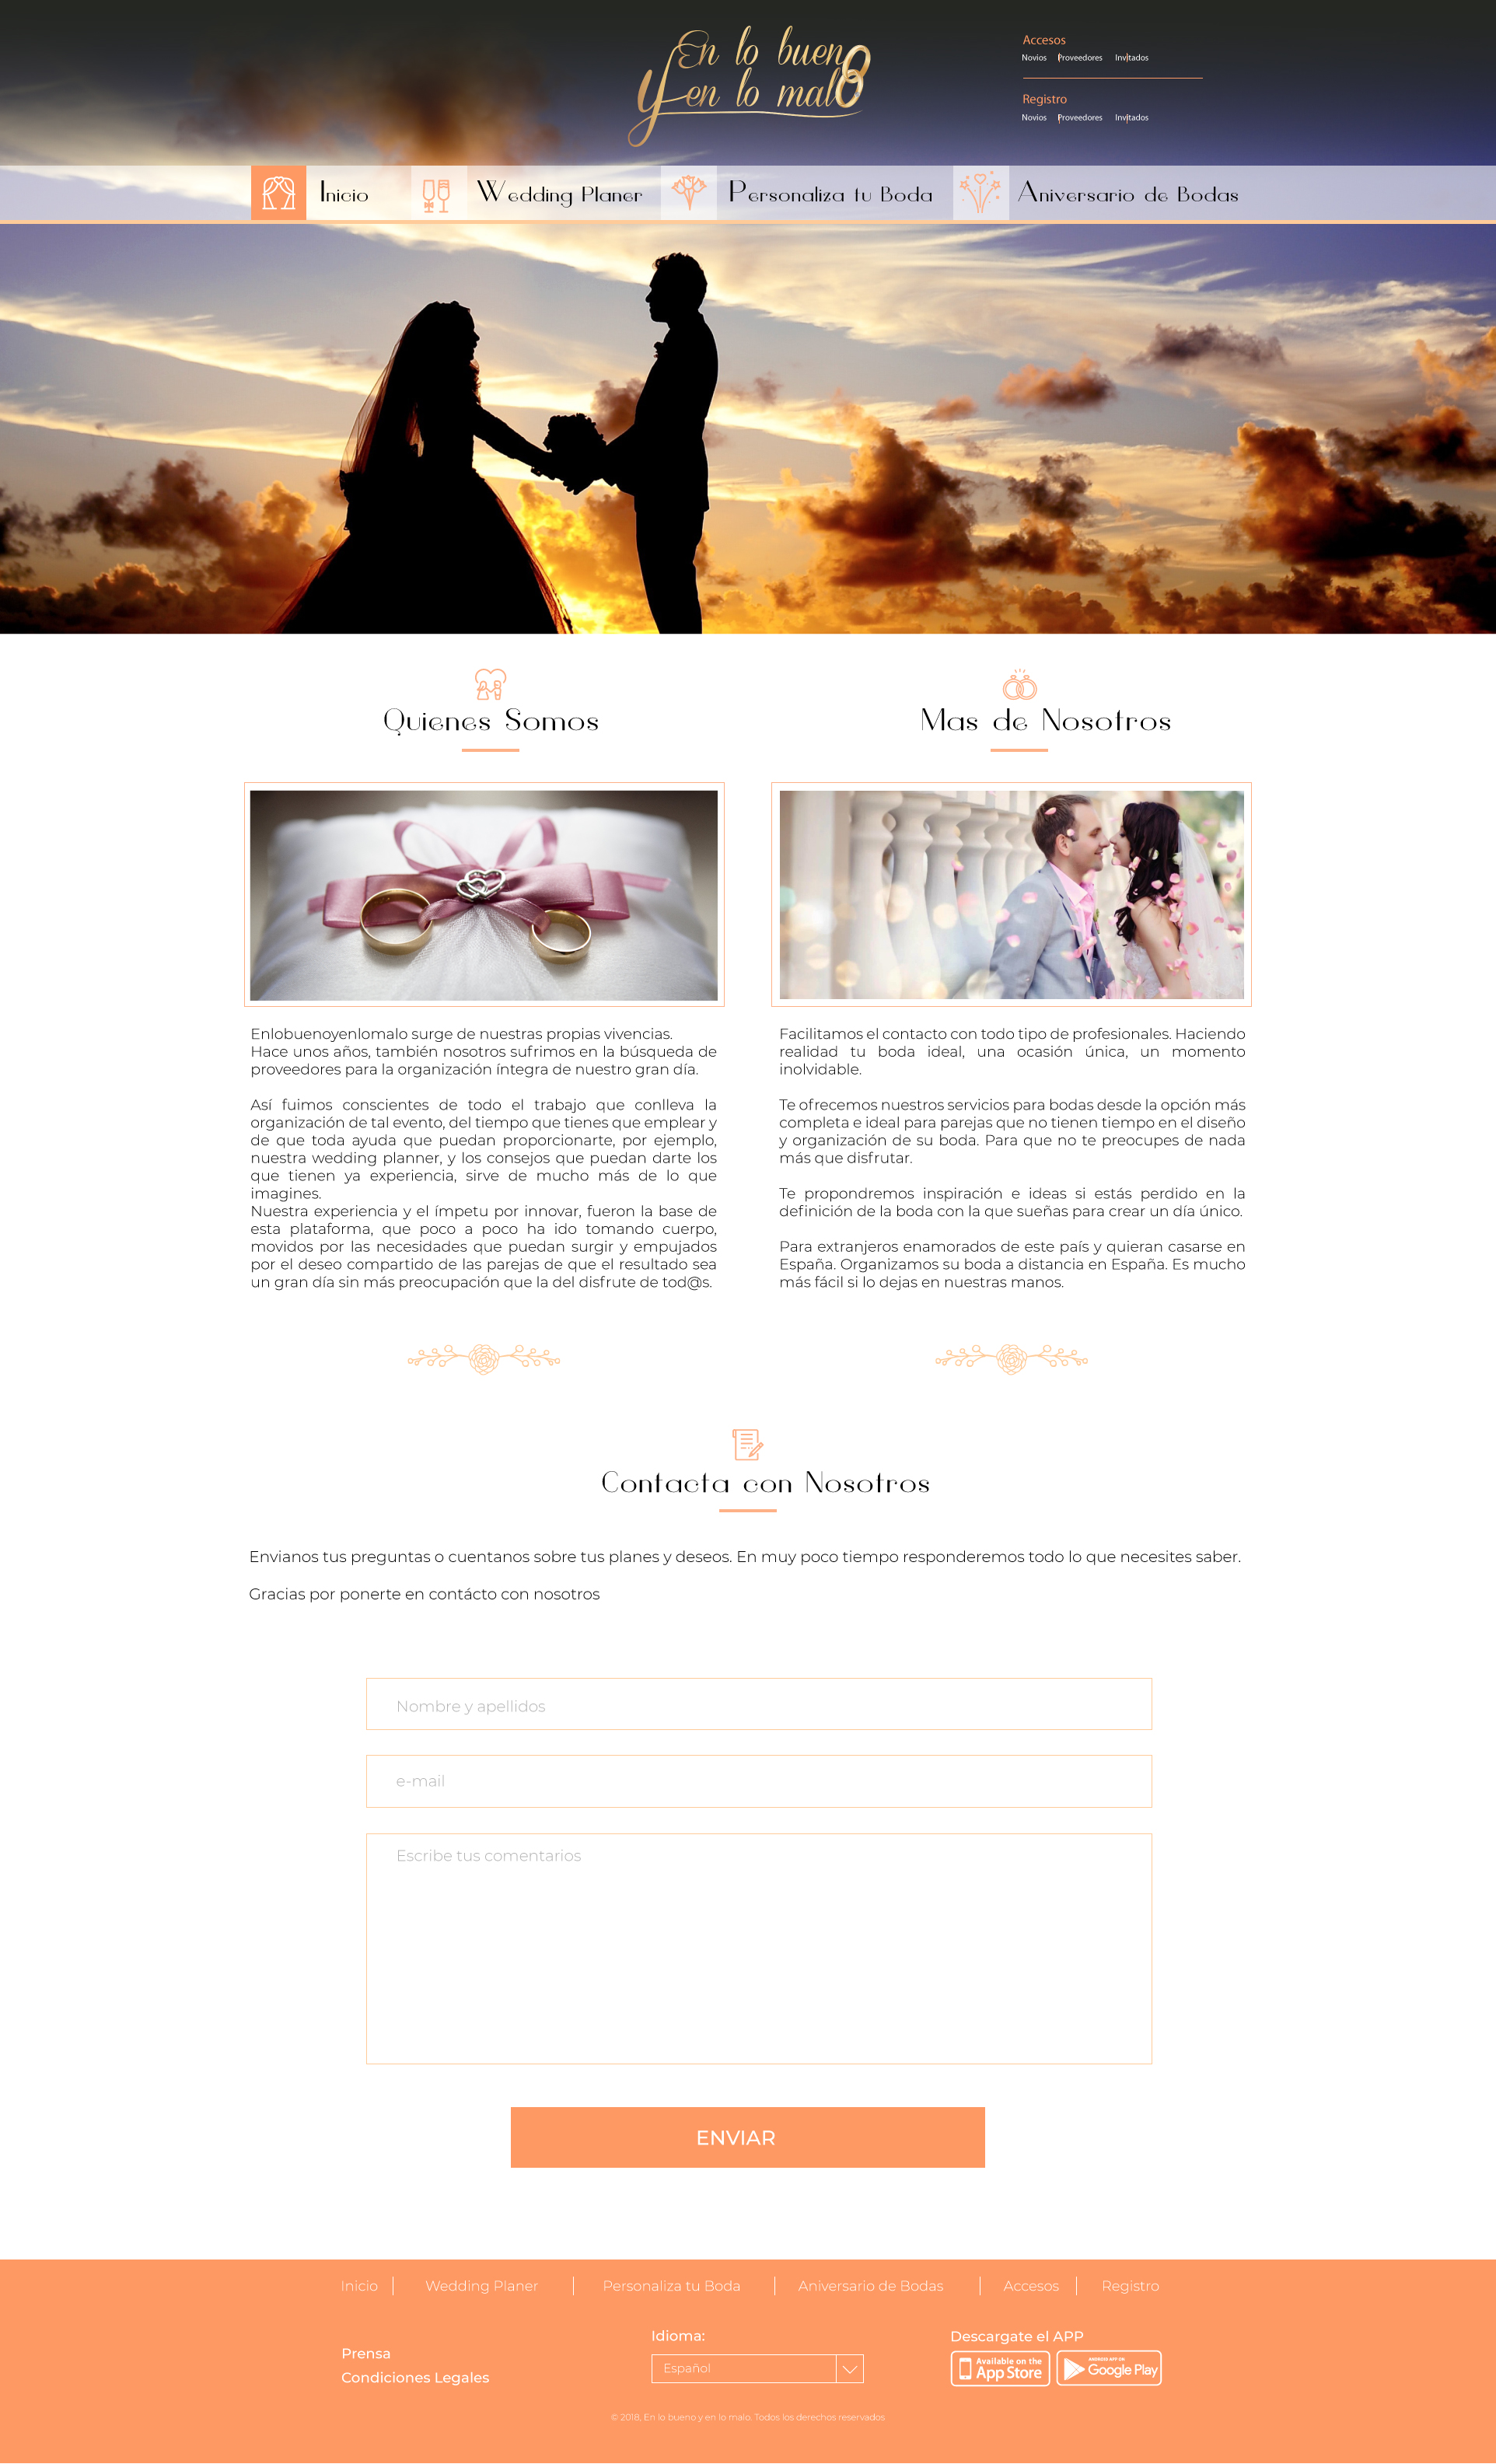 En lo bueno
y en lo malo
Accesos
Novios Proveedores Invitados
Registro
Novios Proveedores Invitados
Inicio Wedding Planer Personaliza tu Boda Aniversario de Bodas
Quienes Somos
Enlobuenoyenlomalo surge de nuestras propias vivencias.
Hace unos años, también nosotros sufrimos en la búsqueda de
proveedores para la organización íntegra de nuestro gran día.
Así fuimos conscientes de todo el trabajo que conlleva la
organización de tal evento, del tiempo que tienes que emplear y
de que toda ayuda que puedan proporcionarte, por ejemplo,
nuestra wedding planner, y los consejos que puedan darte los
que tienen ya experiencia, sirve de mucho más de lo que
imagines.
Nuestra experiencia y el ímpetu por innovar, fueron la base de
esta plataforma, que poco a poco ha ido tomando cuerpo,
movidos por las necesidades que puedan surgir y empujados
por el deseo compartido de las parejas de que el resultado sea
un gran día sin más preocupación que la del disfrute de tod@s.
Mas de Nosotros
Facilitamos el contacto con todo tipo de profesionales. Haciendo
realidad tu boda ideal, una ocasión única, un momento
inolvidable.
Te ofrecemos nuestros servicios para bodas desde la opción más
completa e ideal para parejas que no tienen tiempo en el diseño
y organización de su boda. Para que no te preocupes de nada
más que disfrutar.
Te propondremos inspiración e ideas si estás perdido en la
definición de la boda con la que sueñas para crear un día único.
Para extranjeros enamorados de este país y quieran casarse en
España. Organizamos su boda a distancia en España. Es mucho
más fácil si lo dejas en nuestras manos.
Contacta con Nosotros
Envianos tus preguntas o cuentanos sobre tus planes y deseos. En muy poco tiempo responderemos todo lo que necesites saber.
Gracias por ponerte en contácto con nosotros
Nombre y apellidos
e-mail
Escribe tus comentarios
ENVIAR
Inicio Wedding Planer Personaliza tu Boda Aniversario de Bodas Accesos Registro
Prensa
Condiciones Legales
Idioma:
Español
Descargate el APP
Available on the
App Store
ANDROID APP ON
Google Play
© 2018, En lo bueno y en lo malo. Todos los derechos reservados.